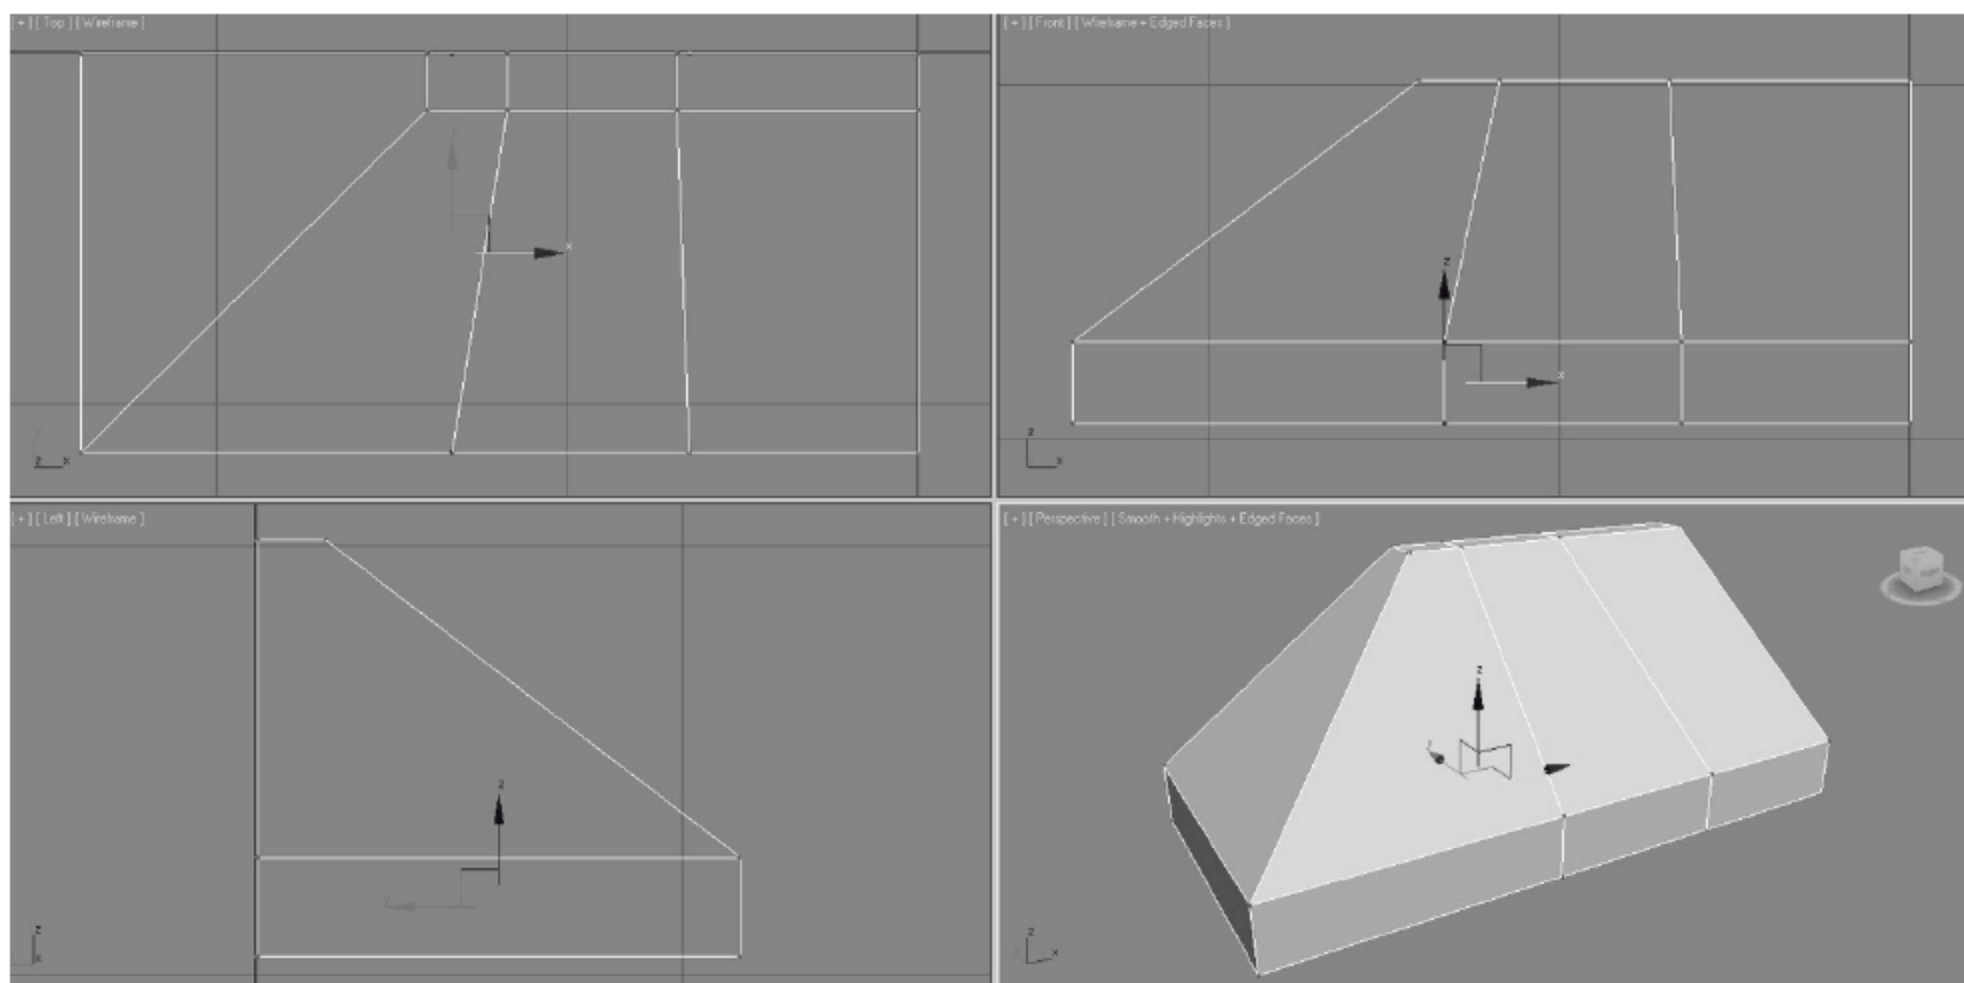 [ + ] [ Top ] [ Wireframe ]
[ + ] [ Front ] [ Wireframe + Edged Faces ]
x
z
x
z x
z
x
[ + ] [ Left ] [ Wireframe ]
[ + ] [ Perspective ] [ Smooth + Highlights + Edged Faces ]
z
z
z
x
z
x